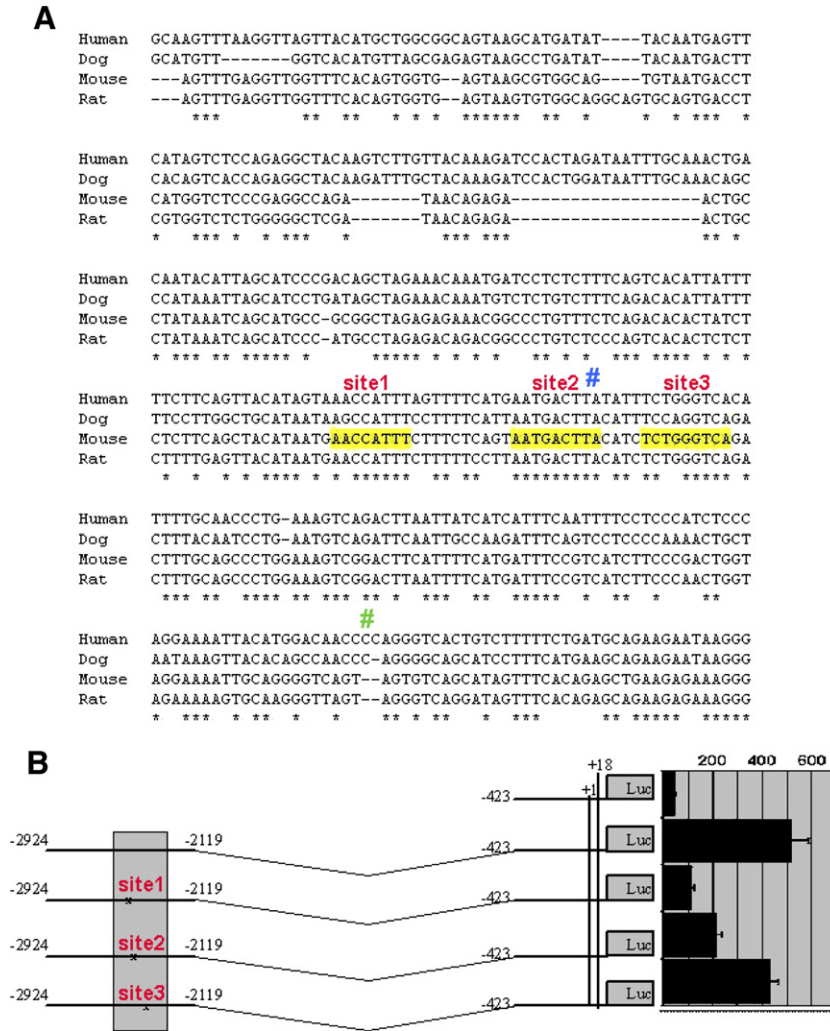 A
Human GCAAGTTTAAGGTTAGTTACATGCTGGCGGCAGTAAGCATGATAT----TACAATGAGTT
Dog GCATGTT-------GGTCACATGTTAGCGAGAGTAAGCCTGATAT----TACAATGACTT
Mouse ---AGTTTGAGGTTGGTTTCACAGTGGTG--AGTAAGCGTGGCAG----TGTAATGACCT
Rat ---AGTTTGAGGTTGGTTTCACAGTGGTG--AGTAAGTGTGGCAGGCAGTGCAGTGACCT
*** ** ** * * * ****** ** * * * *** *
Human CATAGTCTCCAGAGGCTACAAGTCTTGTTACAAAGATCCACTAGATAATTTGCAAACTGA
Dog CACAGTCACCAGAGGCTACAAGATTTGCTACAAAGATCCACTGGATAATTTGCAAACAGC
Mouse CATGGTCTCCCGAGGCCAGA-------TAACAGAGA------------------ACTGC
Rat CGTGGTCTCTGGGGGCTCGA-------TAACAGAGA------------------ACTGC
* *** * * *** * *** *** ** *
Human CAATACATTAGCATCCCGACAGCTAGAAACAAATGATCCTCTCTTTCAGTCACATTATTT
Dog CCATAAATTAGCATCCTGATAGCTAGAAACAAATGTCTCTGTCTTTCAGACACATTATTT
Mouse CTATAAATCAGCATGCC-GCGGCTAGAGAGAAACGGCCCTGTTTCTCAGACACACTATCT
Rat CTATAAATCAGCATCCC-ATGCCTAGAGACAGACGGCCCTGTCTCCCAGTCACACTCTCT
* *** ** ***** * ***** * * * ** * * *** **** * * *
site1 site2 # site3
Human TTCTTCAGTTACATAGTAAACCATTTAGTTTTCATGAATGACTTATATTTCTGGGTCACA
Dog TTCCTTGGCTGCATAATAAGCCATTTCCTTTTCATTAATGACTTACATTTCCAGGTCAGA
Mouse CTCTTCAGCTACATAATGAACCATTTCTTTCTCAGTAATGACTTACATCTCTGGGTCAGA
Rat CTTTTGAGTTACATAATGAACCATTTCTTTTTCCTTAATGACTTACATCTCTGGGTCAGA
* * * * **** * * ****** ** ** ********* ** ** ***** *
Human TTTTGCAACCCTG-AAAGTCAGACTTAATTATCATCATTTCAATTTTCCTCCCATCTCCC
Dog CTTTACAATCCTG-AATGTCAGATTCAATTGCCAAGATTTCAGTCCTCCCCAAAACTGCT
Mouse CTTTGCAGCCCTGGAAAGTCGGACTTCATTTTCATGATTTCCGTCATCTTCCCGACTGGT
Rat CTTTGCAGCCCTGGAAAGTCGGACTTAATTTTCATGATTTCCGTCATCTTCCCAACTGGT
*** ** **** ** *** ** * *** ** ***** * ** * **
#
Human AGGAAAATTACATGGACAACCCCAGGGTCACTGTCTTTTTCTGATGCAGAAGAATAAGGG
Dog AATAAAGTTACACAGCCAACCC-AGGGGCAGCATCCTTTCATGAAGCAGAAGAATAAGGG
Mouse AGGAAAATTGCAGGGGTCAGT--AGTGTCAGCATAGTTTCACAGAGCTGAAGAGAAAGGG
Rat AGAAAAAGTGCAAGGGTTAGT--AGGGTCAGGATAGTTTCACAGAGCAGAAGAGAAAGGG
* *** * ** * * ** * ** * *** ** ***** *****
B
200 400 600
+18
+1
-423 Luc
-2924 -2119 -423 Luc
-2924 site1 -2119 -423 Luc
-2924 site2 -2119 -423 Luc
-2924 site3 -2119 -423 Luc